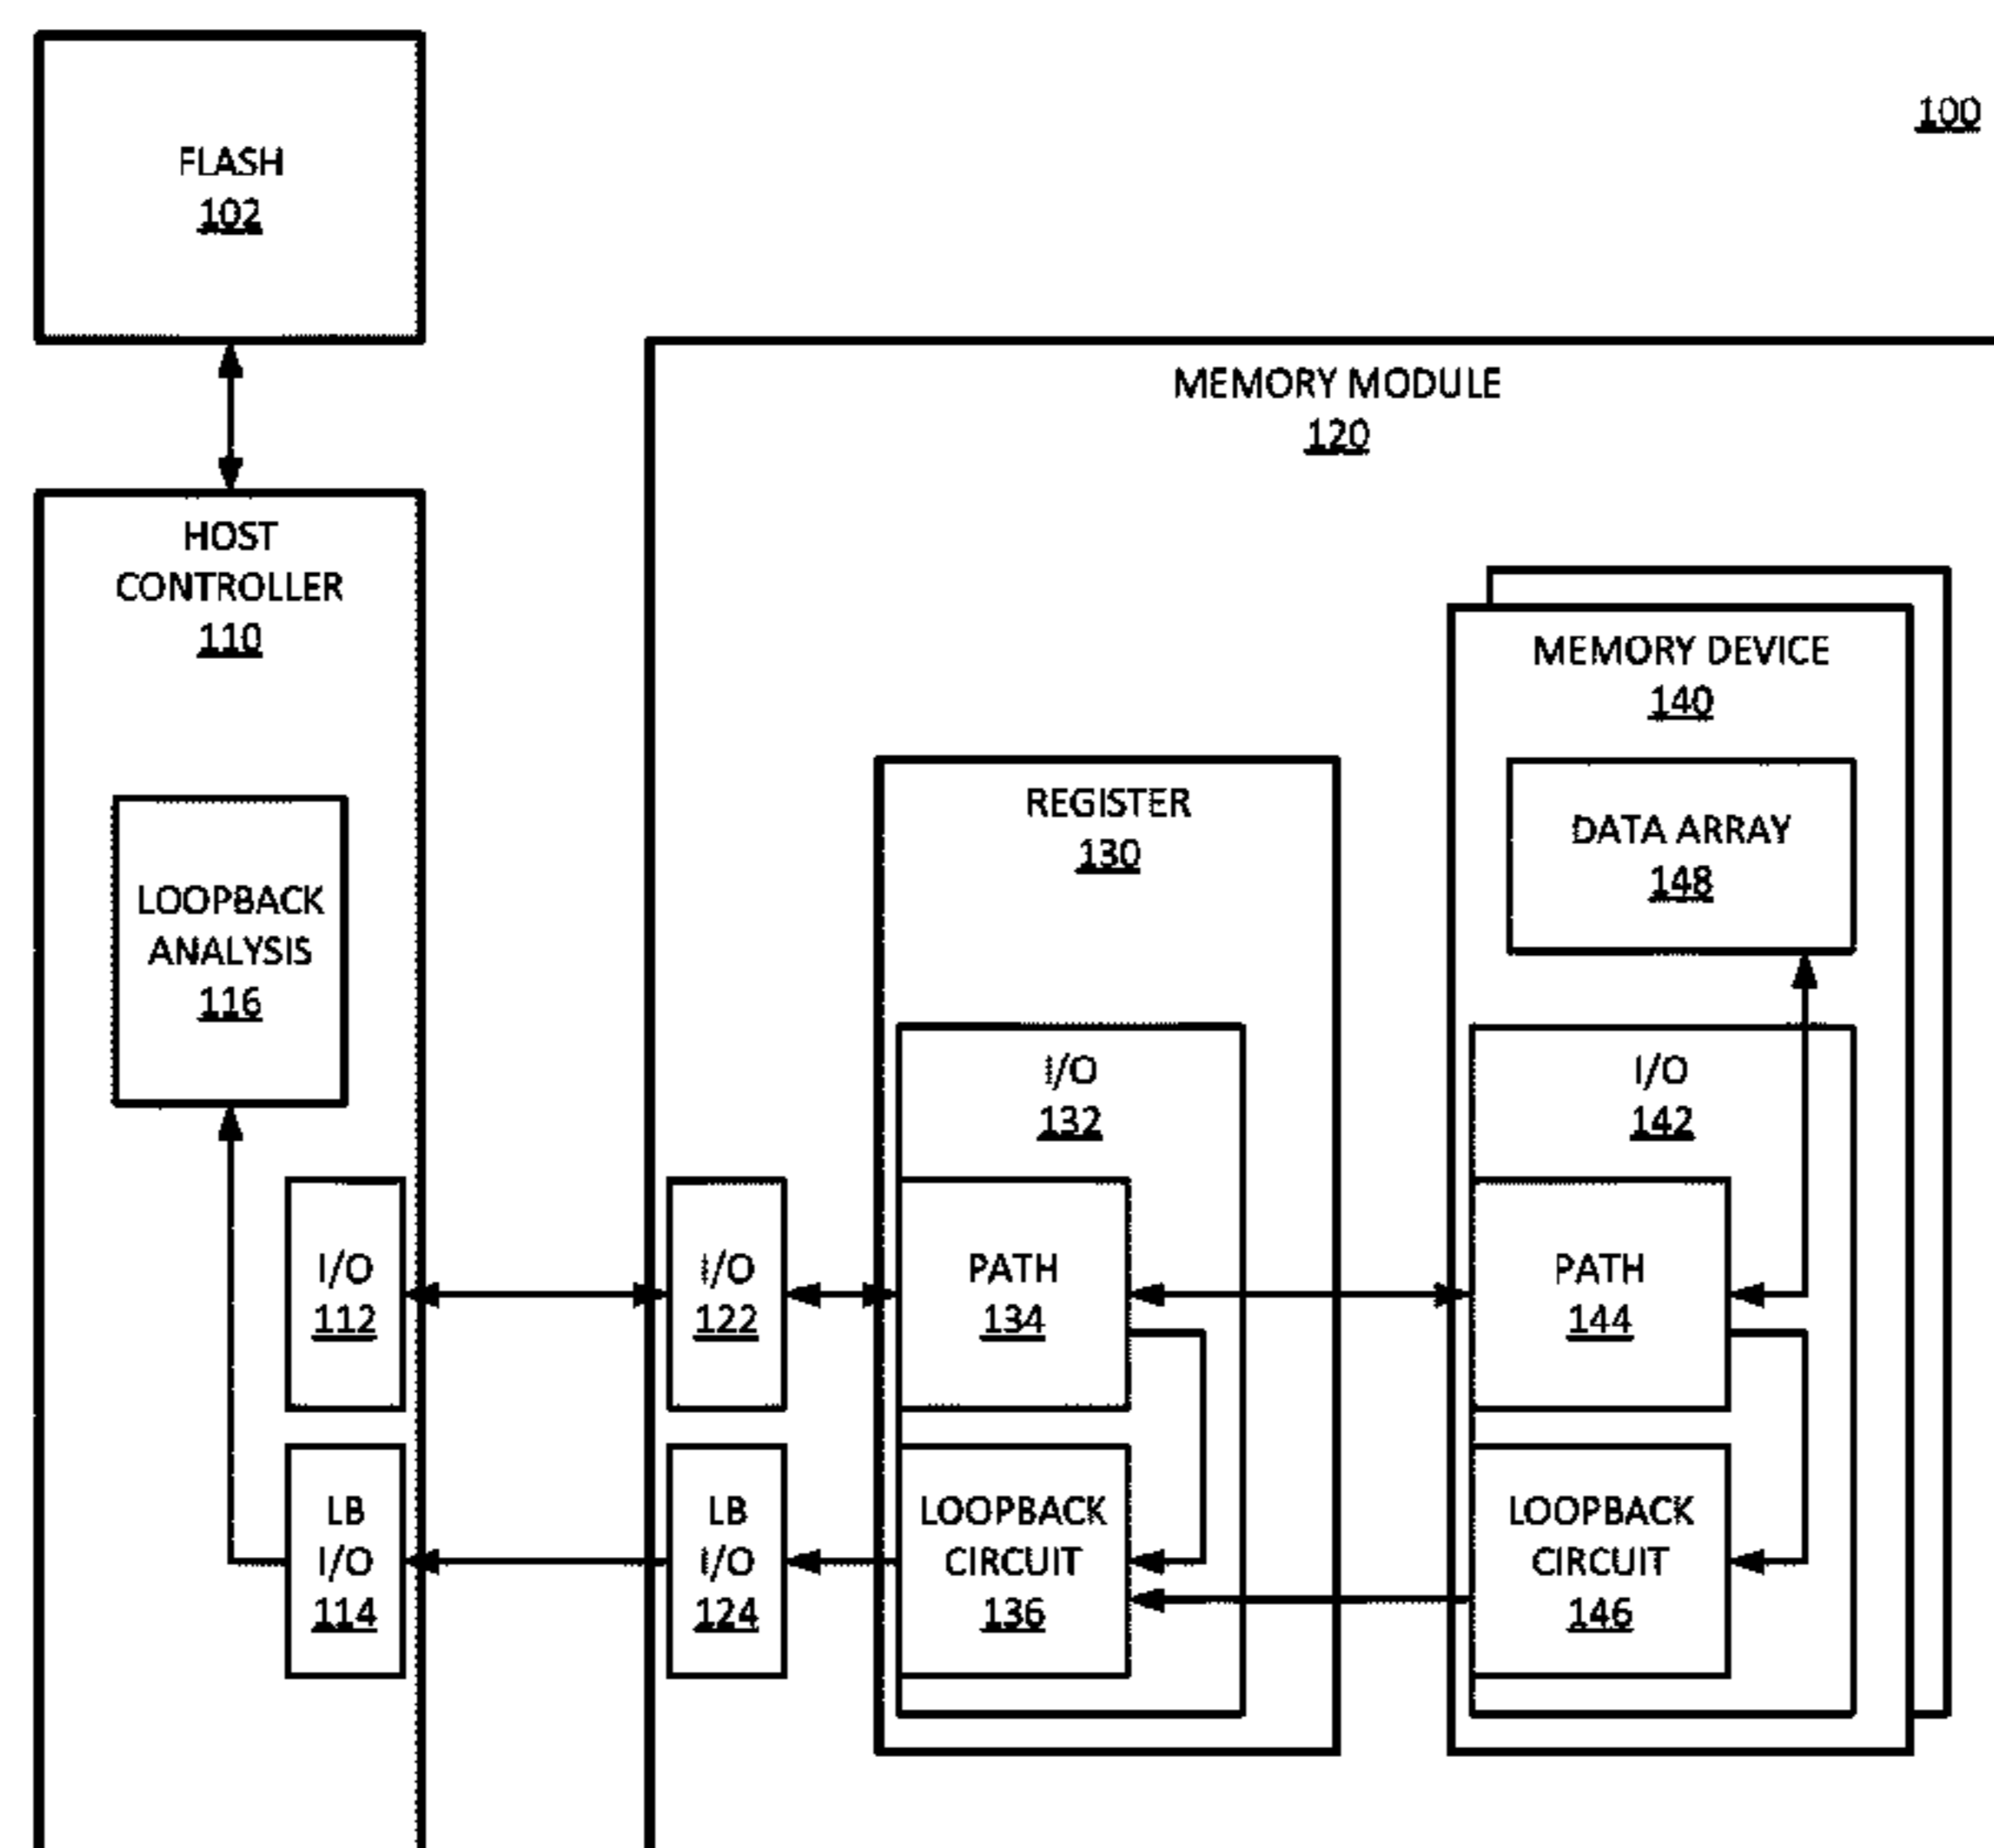 100
FLASH
102
MEMORY MODULE
120
HOST
CONTROLLER
110
MEMORY DEVICE
140
REGISTER
130
DATA ARRAY
148
LOOPBACK
ANALYSIS
116
I/O
132
I/O
142
I/O
112
I/O
122
PATH
134
PATH
144
LB
I/O
114
LB
I/O
124
LOOPBACK
CIRCUIT
136
LOOPBACK
CIRCUIT
146